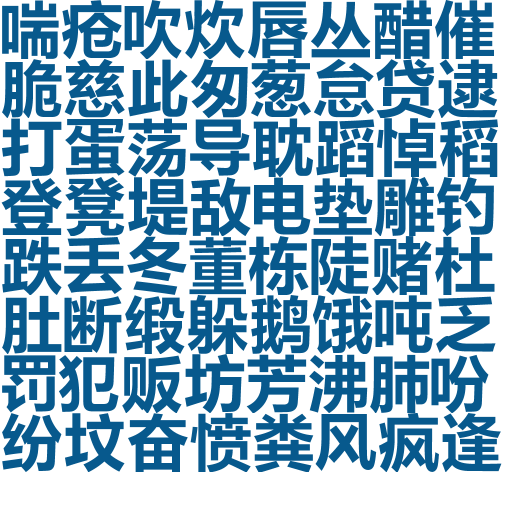 喘疮吹炊唇丛醋催
脆慈此匆葱怠贷逮
打蛋荡导耽蹈悼稻
登凳堤敌电垫雕钓
跌丢冬董栋陡赌杜
肚断缎躲鹅饿吨乏
罚犯贩坊芳沸肺吩
纷坟奋愤粪风疯逢